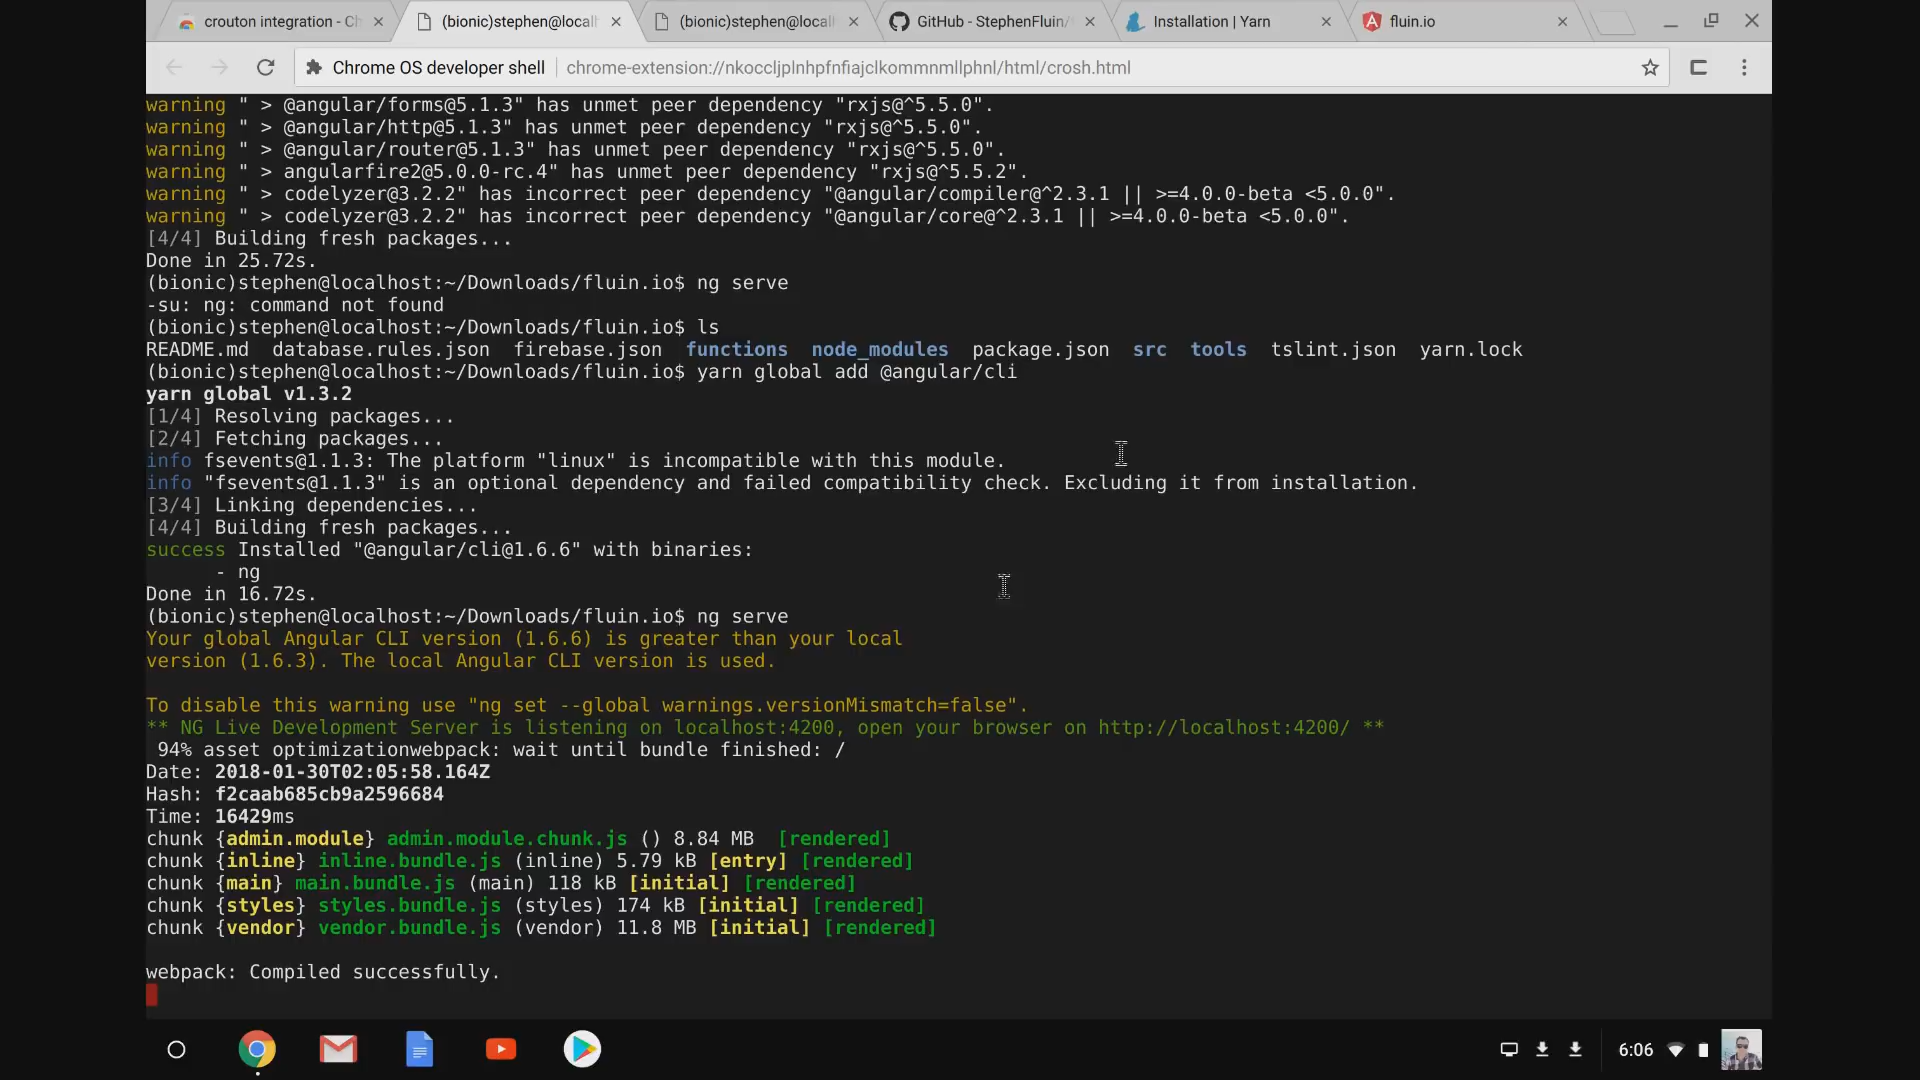 crouton integration - Ch
(bionic)stephen@locall
(bionic)stephen@locall
GitHub - StephenFluin/
Installation | Yarn
fluin.io
Chrome OS developer shell
chrome-extension://nkoccljplnhpfnfiajclkommnmllphnl/html/crosh.html
warning " > @angular/forms@5.1.3" has unmet peer dependency "rxjs@^5.5.0".
warning " > @angular/http@5.1.3" has unmet peer dependency "rxjs@^5.5.0".
warning " > @angular/router@5.1.3" has unmet peer dependency "rxjs@^5.5.0".
warning " > angularfire2@5.0.0-rc.4" has unmet peer dependency "rxjs@^5.5.2".
warning " > codelyzer@3.2.2" has incorrect peer dependency "@angular/compiler@^2.3.1 || >=4.0.0-beta <5.0.0".
warning " > codelyzer@3.2.2" has incorrect peer dependency "@angular/core@^2.3.1 || >=4.0.0-beta <5.0.0".
[4/4] Building fresh packages...
Done in 25.72s.
(bionic)stephen@localhost:~/Downloads/fluin.io$ ng serve
-su: ng: command not found
(bionic)stephen@localhost:~/Downloads/fluin.io$ ls
README.md database.rules.json firebase.json functions node_modules package.json src tools tslint.json yarn.lock
(bionic)stephen@localhost:~/Downloads/fluin.io$ yarn global add @angular/cli
yarn global v1.3.2
[1/4] Resolving packages...
[2/4] Fetching packages...
info fsevents@1.1.3: The platform "linux" is incompatible with this module.
info "fsevents@1.1.3" is an optional dependency and failed compatibility check. Excluding it from installation.
[3/4] Linking dependencies...
[4/4] Building fresh packages...
success Installed "@angular/cli@1.6.6" with binaries:
- ng
Done in 16.72s.
(bionic)stephen@localhost:~/Downloads/fluin.io$ ng serve
Your global Angular CLI version (1.6.6) is greater than your local
version (1.6.3). The local Angular CLI version is used.
To disable this warning use "ng set --global warnings.versionMismatch=false".
** NG Live Development Server is listening on localhost:4200, open your browser on http://localhost:4200/ **
94% asset optimizationwebpack: wait until bundle finished: /
Date: 2018-01-30T02:05:58.164Z
Hash: f2caab685cb9a2596684
Time: 16429ms
chunk {admin.module} admin.module.chunk.js () 8.84 MB [rendered]
chunk {inline} inline.bundle.js (inline) 5.79 kB [entry] [rendered]
chunk {main} main.bundle.js (main) 118 kB [initial] [rendered]
chunk {styles} styles.bundle.js (styles) 174 kB [initial] [rendered]
chunk {vendor} vendor.bundle.js (vendor) 11.8 MB [initial] [rendered]
webpack: Compiled successfully.
6:06